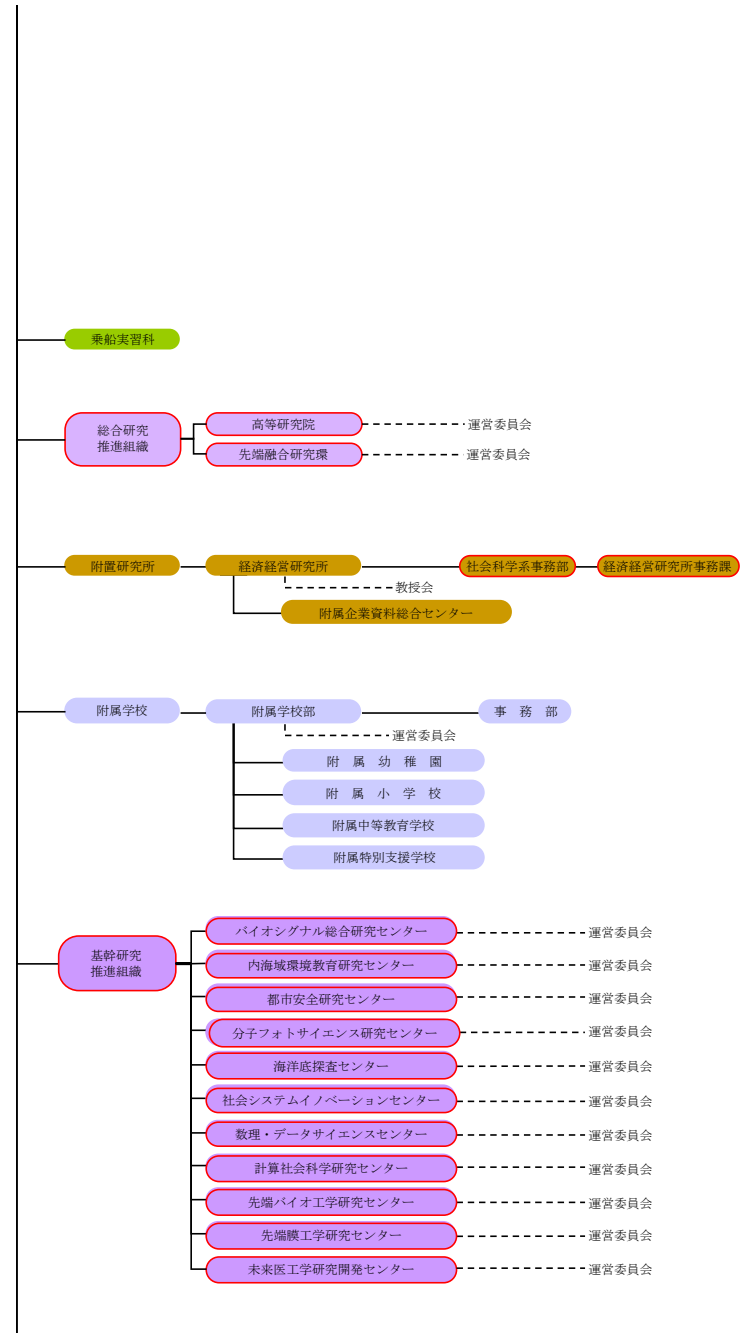 乗船実習科
総合研究
推進組織
高等研究院
運営委員会
先端融合研究環
運営委員会
附置研究所
経済経営研究所
社会科学系事務部
経済経営研究所事務課
教授会
附属企業資料総合センター
附属学校
附属学校部
事　務　部
運営委員会
附　属　幼　稚　園
附　属　小　学　校
附属中等教育学校
附属特別支援学校
基幹研究
推進組織
バイオシグナル総合研究センター
運営委員会
内海域環境教育研究センター
運営委員会
都市安全研究センター
運営委員会
分子フォトサイエンス研究センター
運営委員会
海洋底探査センター
運営委員会
社会システムイノベーションセンター
運営委員会
数理・データサイエンスセンター
運営委員会
計算社会科学研究センター
運営委員会
先端バイオ工学研究センター
運営委員会
先端膜工学研究センター
運営委員会
未来医工学研究開発センター
運営委員会